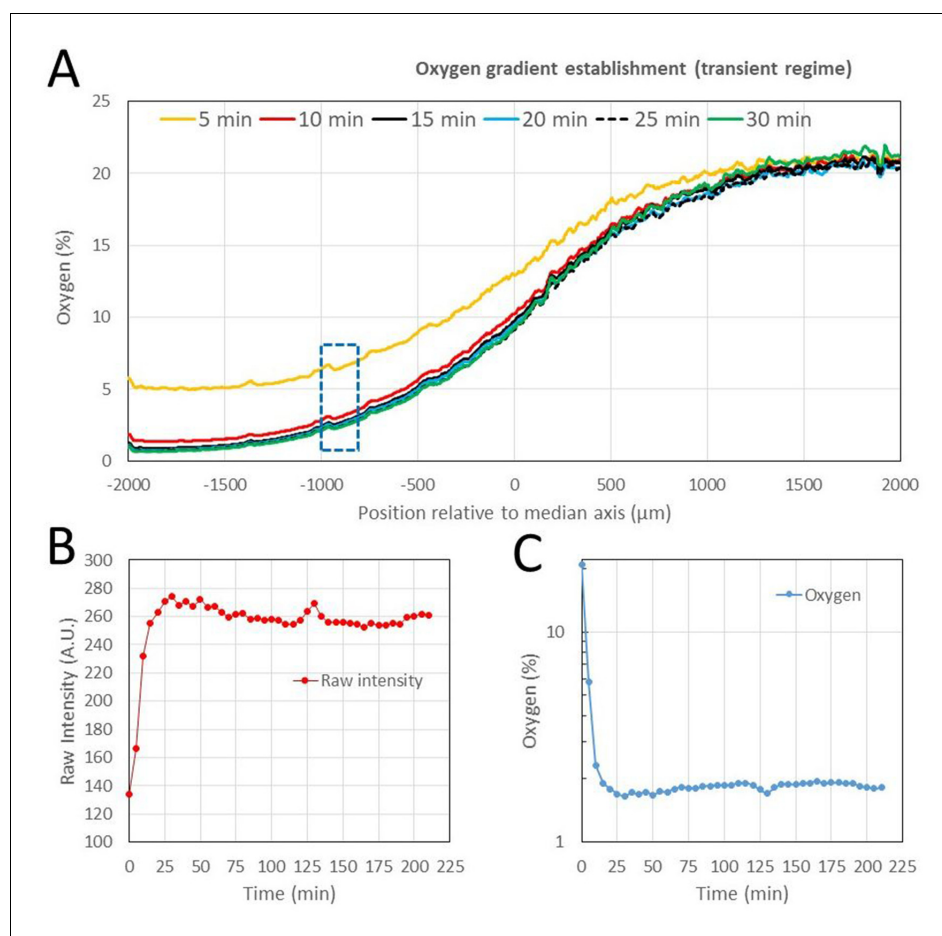 A
Oxygen gradient establishment (transient regime)
25
20
15
10
5
0
Oxygen (%)
5 min 10 min 15 min 20 min 25 min 30 min
-2000 -1500 -1000 -500 0 500 1000 1500 2000
Position relative to median axis (µm)
B
300
280
260
240
220
200
180
160
140
120
100
Raw Intensity (A.U.)
Raw intensity
0 25 50 75 100 125 150 175 200 225
Time (min)
C
10
1
Oxygen (%)
Oxygen
0 25 50 75 100 125 150 175 200 225
Time (min)